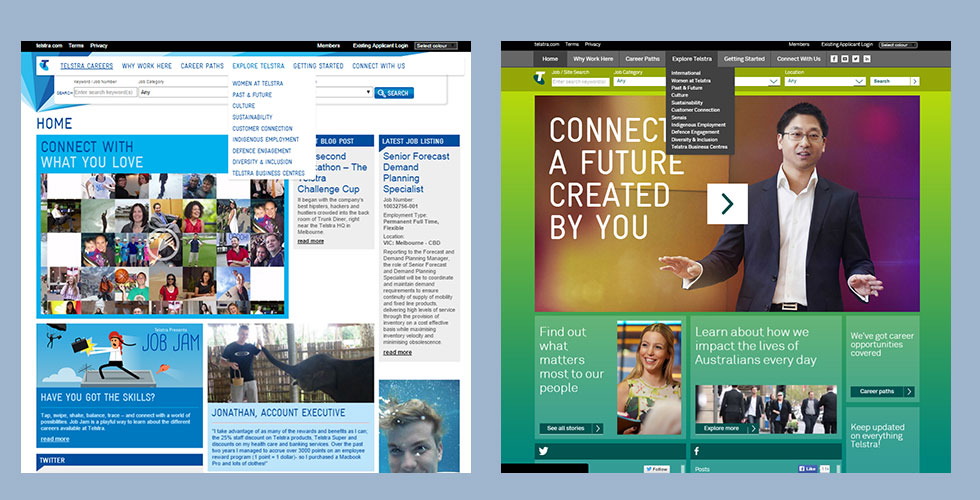 telstra.com Terms Privacy
Members Existing Applicant Login Select colour
TELSTRA CAREERS WHY WORK HERE CAREER PATHS EXPLORE TELSTRA GETTING STARTED CONNECT WITH US
Keyword / Job Number Job Category
SEARCH Enter search keyword(s) Any SEARCH
WOMEN AT TELSTRA
PAST & FUTURE
CULTURE
SUSTAINABILITY
CUSTOMER CONNECTION
INDIGENOUS EMPLOYMENT
DEFENCE ENGAGEMENT
DIVERSITY & INCLUSION
TELSTRA BUSINESS CENTRES
HOME
CONNECT WITH
WHAT YOU LOVE
BLOG POST
second
kathon – The
Telstra
Challenge Cup
It began with the company's
best hipsters, hackers and
hustlers crowded into the back
room of Trunk Diner, right
near the Telstra HQ in
Melbourne.
read more
LATEST JOB LISTING
Senior Forecast
Demand
Planning
Specialist
Job Number:
10032756-001
Employment Type:
Permanent Full Time,
Flexible
Location:
VIC: Melbourne - CBD
Reporting to the Forecast and
Demand Planning Manager,
the role of Senior Forecast
and Demand Planning
Specialist will be to coordinate
and maintain demand
requirements to ensure
continuity of supply of mobility
and fixed line products,
delivering high levels of service
through the provision of
inventory on a cost effective
basis while maximising
inventory velocity and
minimising obsolescence.
read more
Telstra Presents
JOB JAM
HAVE YOU GOT THE SKILLS?
Tap, swipe, shake, balance, trace – and connect with a world of
possibilities. Job Jam is a playful way to learn about the different
careers available at Telstra.
read more
TWITTER
JONATHAN, ACCOUNT EXECUTIVE
"I take advantage of as many of the rewards and benefits as I can;
the 25% staff discount on Telstra products, Telstra Super and
discounts on my health care and banking services. Over the past
two years I managed to accrue over 3000 points on an employee
reward program (1 point = 1 dollar)- so I purchased a Macbook
Pro and lots of clothes!"
telstra.com Terms Privacy
Members Existing Applicant Login Select colour
Home Why Work Here Career Paths Explore Telstra Getting Started Connect With Us
Job / Site Search Job Category Location
Enter search keyword(s) Any Any Search
International
Women at Telstra
Past & Future
Culture
Sustainability
Customer Connection
Sensis
Indigenous Employment
Defence Engagement
Diversity & Inclusion
Telstra Business Centres
CONNECT
A FUTURE
CREATED
BY YOU
Find out
what
matters
most to our
people
See all stories
Learn about how we
impact the lives of
Australians every day
Explore more
We've got career
opportunities
covered
Career paths
Keep updated
on everything
Telstra!
Follow
Posts
Like